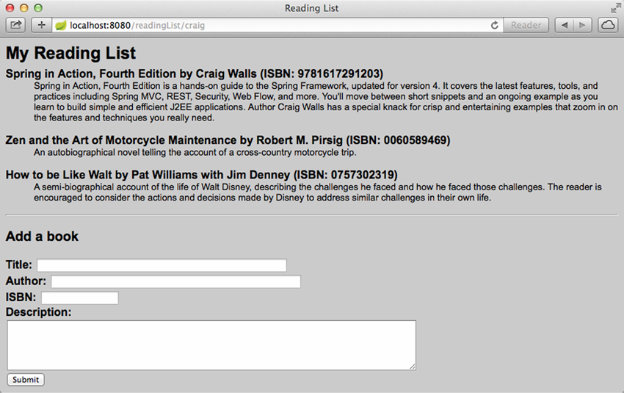 Reading List
localhost:8080/readingList/craig
Reader
My Reading List
Spring in Action, Fourth Edition by Craig Walls (ISBN: 9781617291203)
Spring in Action, Fourth Edition is a hands-on guide to the Spring Framework, updated for version 4. It covers the latest features, tools, and
practices including Spring MVC, REST, Security, Web Flow, and more. You'll move between short snippets and an ongoing example as you
learn to build simple and efficient J2EE applications. Author Craig Walls has a special knack for crisp and entertaining examples that zoom in on
the features and techniques you really need.
Zen and the Art of Motorcycle Maintenance by Robert M. Pirsig (ISBN: 0060589469)
An autobiographical novel telling the account of a cross-country motorcycle trip.
How to be Like Walt by Pat Williams with Jim Denney (ISBN: 0757302319)
A semi-biographical account of the life of Walt Disney, describing the challenges he faced and how he faced those challenges. The reader is
encouraged to consider the actions and decisions made by Disney to address similar challenges in their own life.
Add a book
Title:
Author:
ISBN:
Description:
Submit